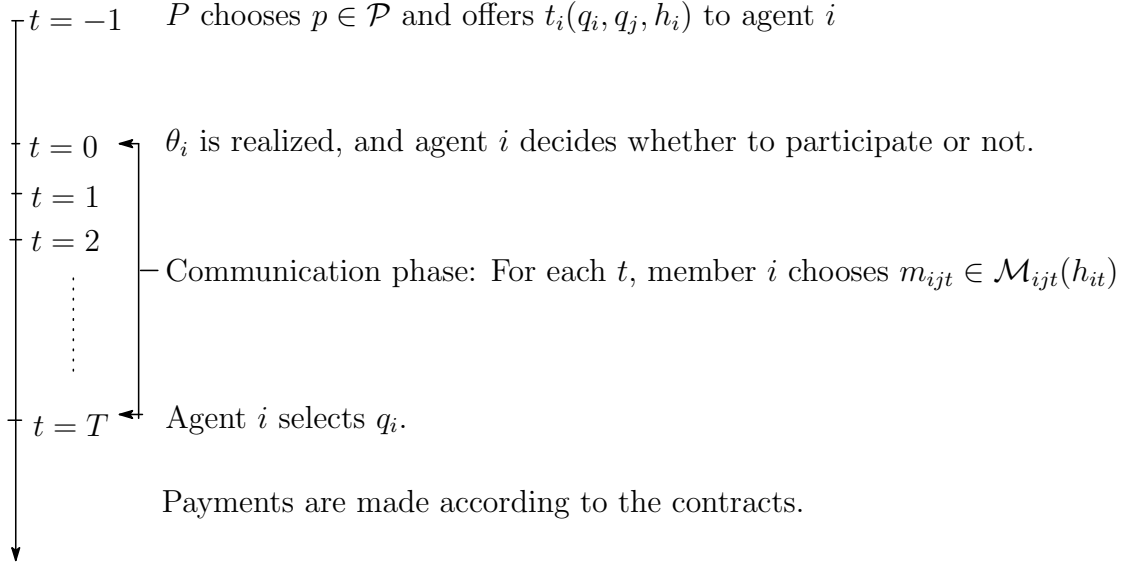 t = −1 P chooses p ∈ 𝒫 and offers tᵢ(qᵢ, qⱼ, hᵢ) to agent i
t = 0 θᵢ is realized, and agent i decides whether to participate or not.
t = 1
t = 2
Communication phase: For each t, member i chooses mᵢⱼₜ ∈ ℳᵢⱼₜ(hᵢₜ)
t = T Agent i selects qᵢ.
Payments are made according to the contracts.